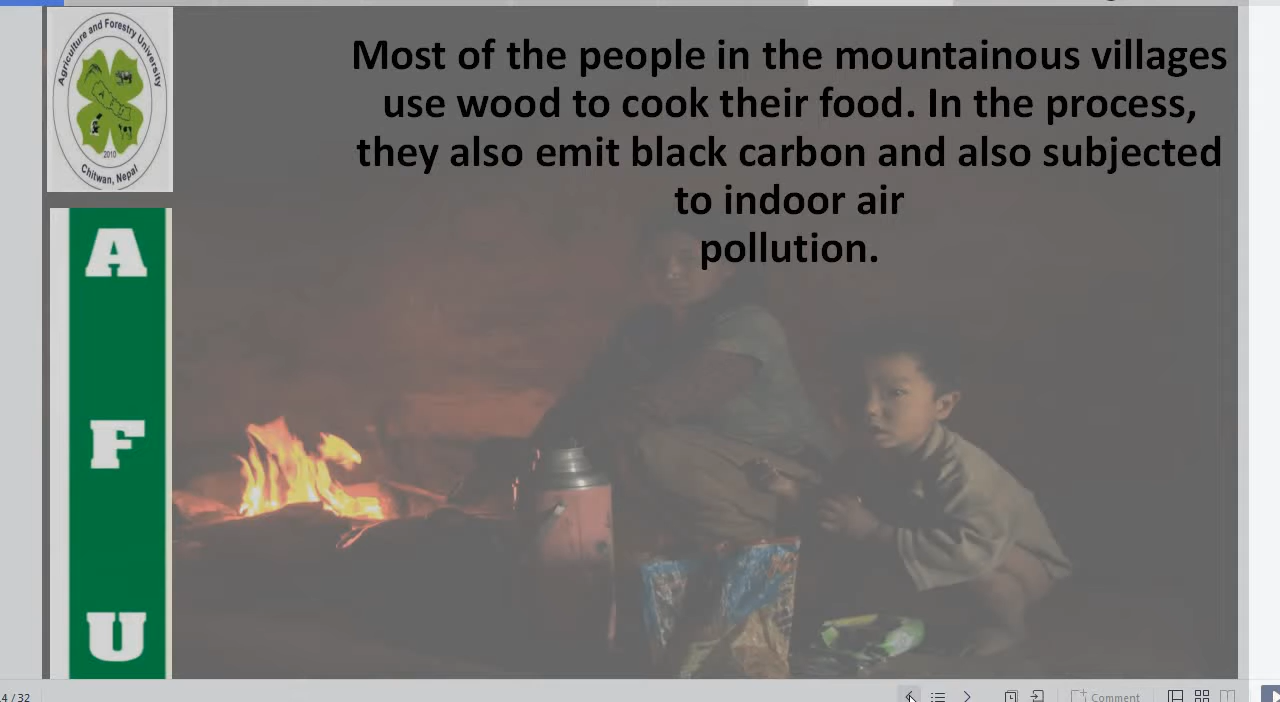 Agriculture and Forestry University
2010
Chitwan, Nepal
A
F
U
Most of the people in the mountainous villages
use wood to cook their food. In the process,
they also emit black carbon and also subjected
to indoor air
pollution.
4 / 32
Comment